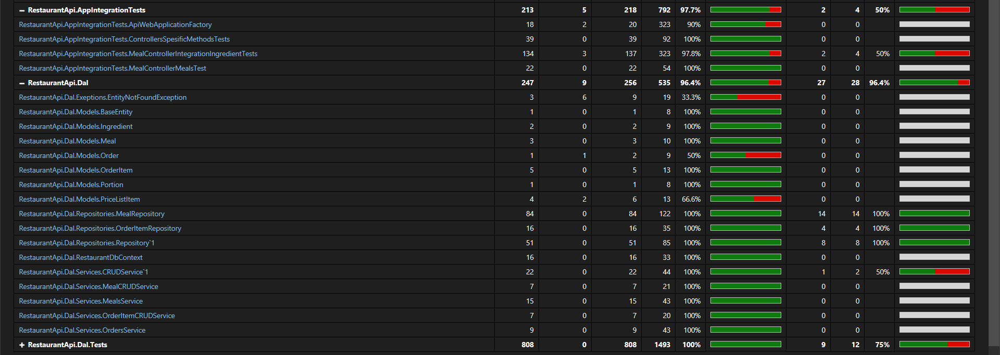 − RestaurantApi.AppIntegrationTests 213 5 218 792 97.7% 2 4 50%
RestaurantApi.AppIntegrationTests.ApiWebApplicationFactory 18 2 20 323 90% 0 0
RestaurantApi.AppIntegrationTests.ControllersSpesificMethodsTests 39 0 39 92 100% 0 0
RestaurantApi.AppIntegrationTests.MealControllerIntegrationIngredientTests 134 3 137 323 97.8% 2 4 50%
RestaurantApi.AppIntegrationTests.MealControllerMealsTest 22 0 22 54 100% 0 0
− RestaurantApi.Dal 247 9 256 535 96.4% 27 28 96.4%
RestaurantApi.Dal.Exeptions.EntityNotFoundException 3 6 9 19 33.3% 0 0
RestaurantApi.Dal.Models.BaseEntity 1 0 1 8 100% 0 0
RestaurantApi.Dal.Models.Ingredient 2 0 2 9 100% 0 0
RestaurantApi.Dal.Models.Meal 3 0 3 10 100% 0 0
RestaurantApi.Dal.Models.Order 1 1 2 9 50% 0 0
RestaurantApi.Dal.Models.OrderItem 5 0 5 13 100% 0 0
RestaurantApi.Dal.Models.Portion 1 0 1 8 100% 0 0
RestaurantApi.Dal.Models.PriceListItem 4 2 6 13 66.6% 0 0
RestaurantApi.Dal.Repositories.MealRepository 84 0 84 122 100% 14 14 100%
RestaurantApi.Dal.Repositories.OrderItemRepository 16 0 16 35 100% 4 4 100%
RestaurantApi.Dal.Repositories.Repository`1 51 0 51 85 100% 8 8 100%
RestaurantApi.Dal.RestaurantDbContext 16 0 16 33 100% 0 0
RestaurantApi.Dal.Services.CRUDService`1 22 0 22 44 100% 1 2 50%
RestaurantApi.Dal.Services.MealCRUDService 7 0 7 21 100% 0 0
RestaurantApi.Dal.Services.MealsService 15 0 15 43 100% 0 0
RestaurantApi.Dal.Services.OrderItemCRUDService 7 0 7 20 100% 0 0
RestaurantApi.Dal.Services.OrdersService 9 0 9 43 100% 0 0
+ RestaurantApi.Dal.Tests 808 0 808 1493 100% 9 12 75%